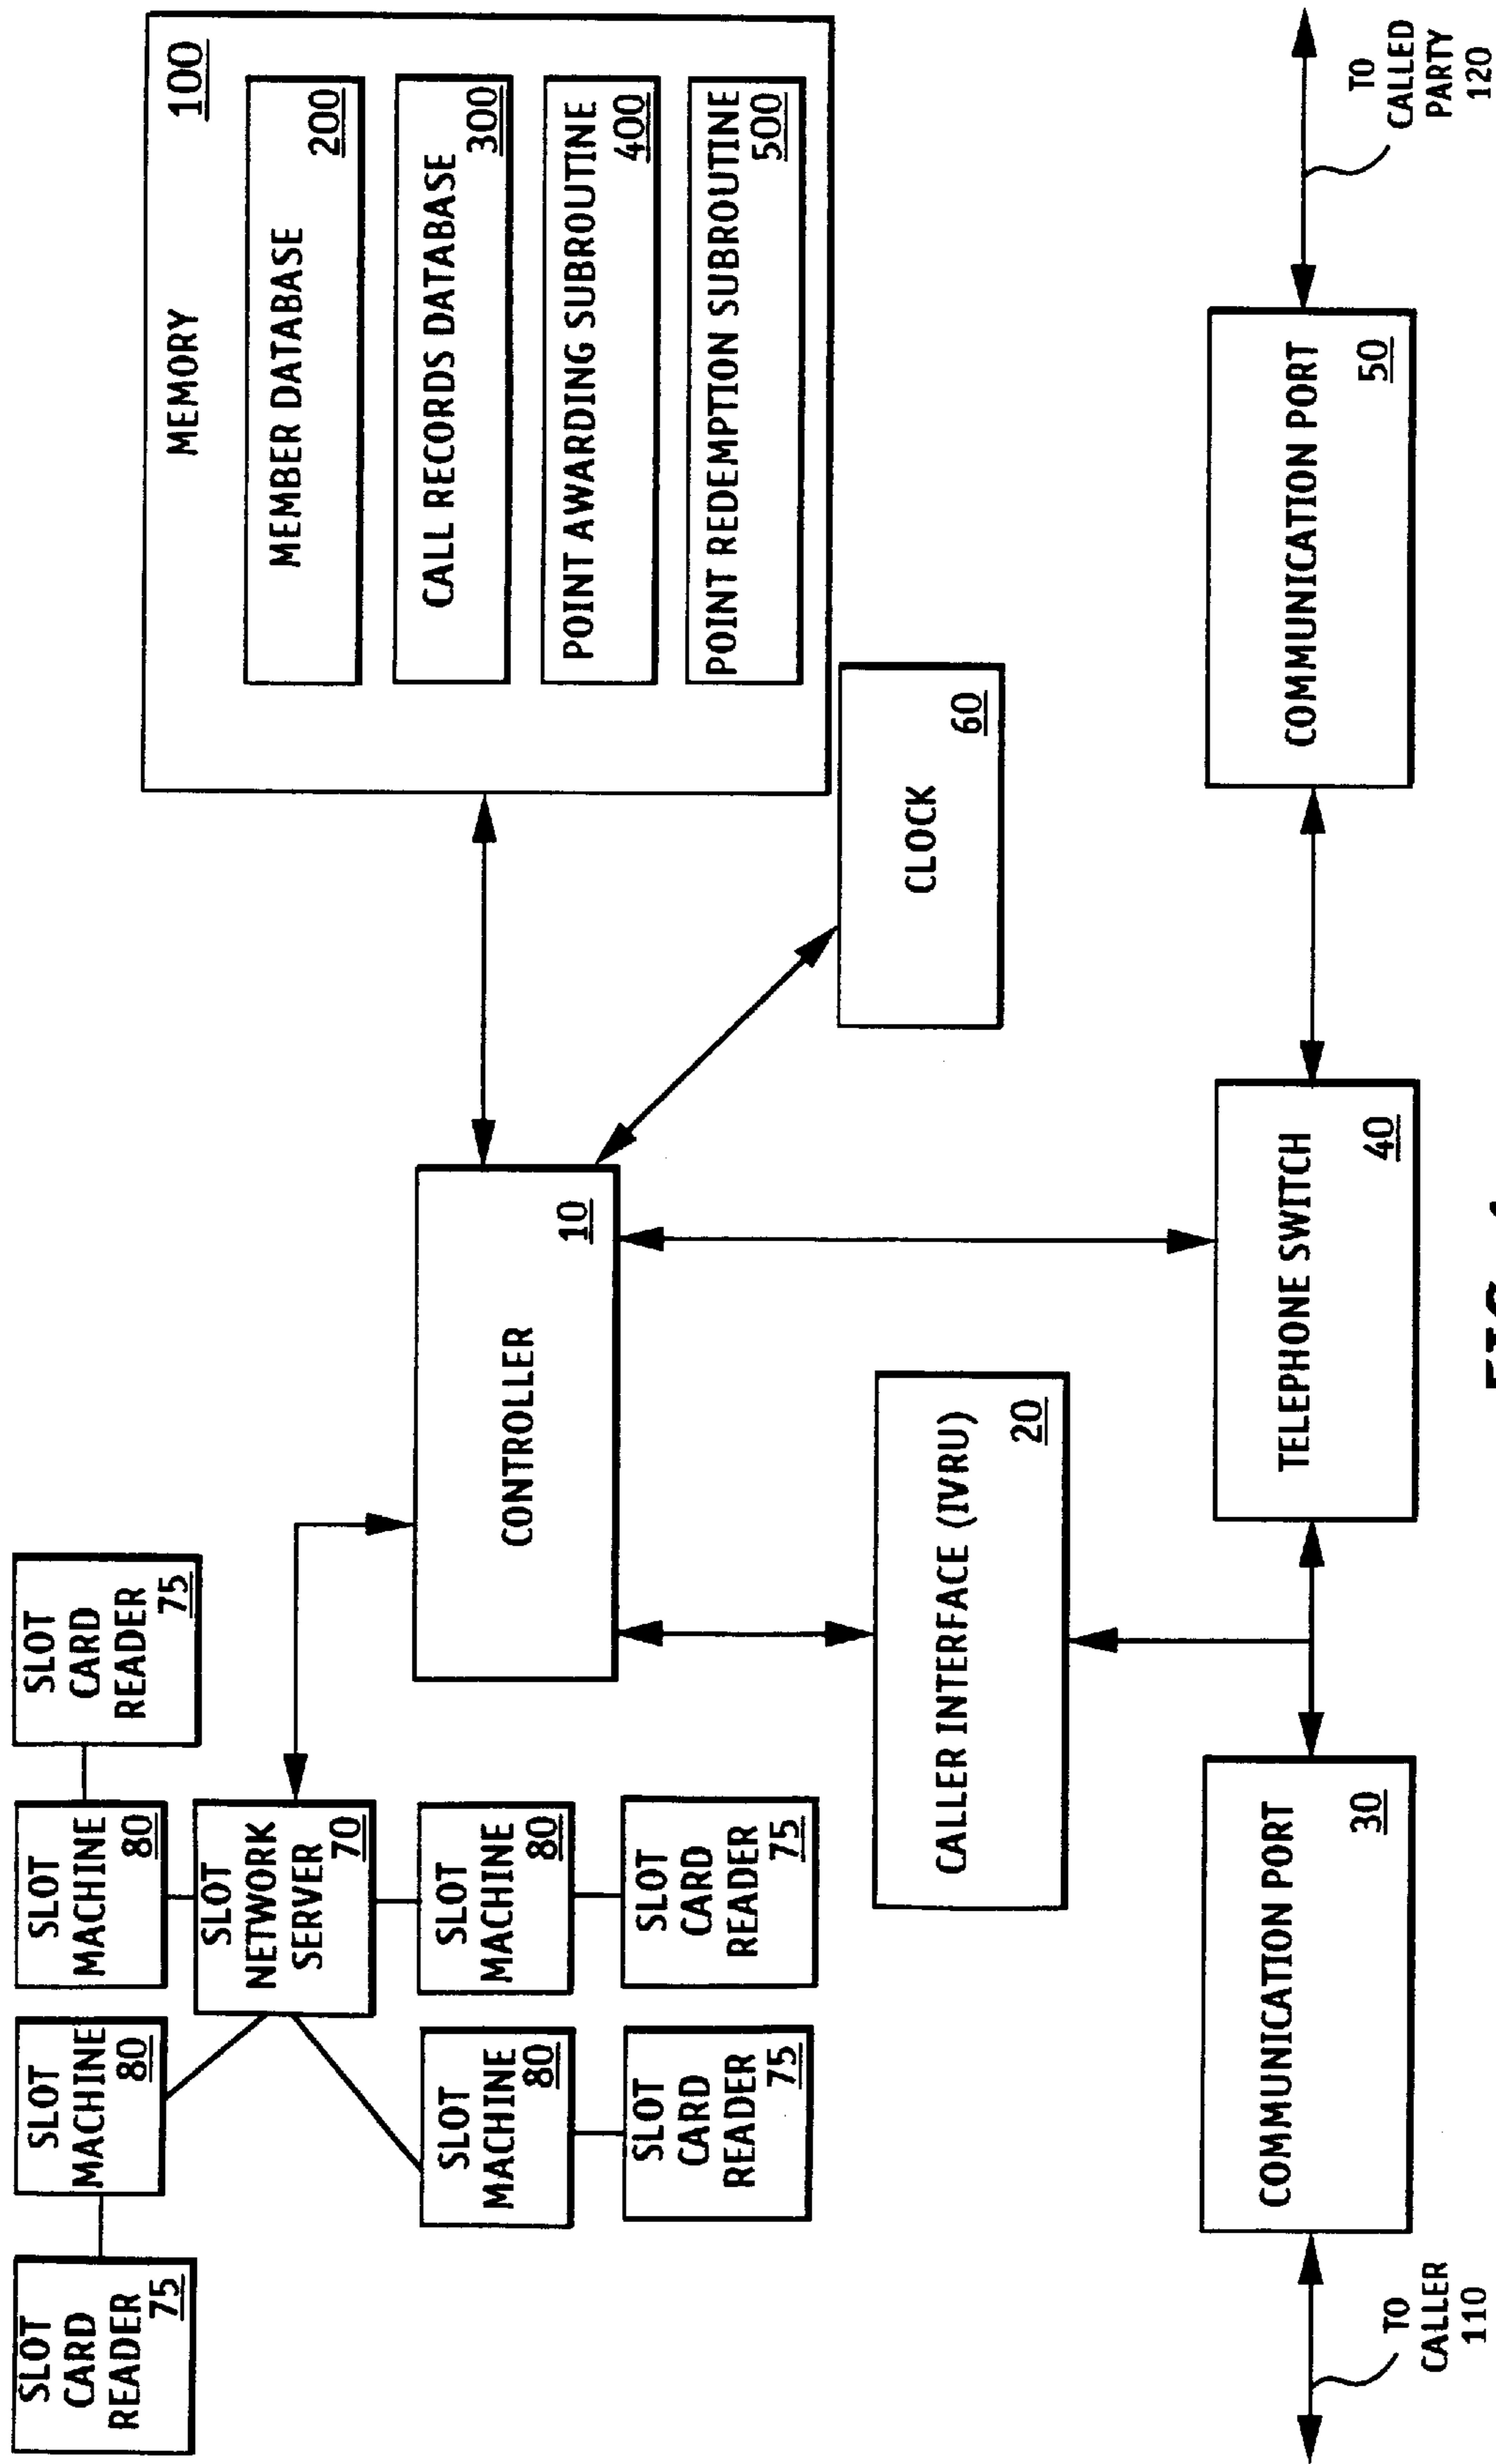 SLOT
CARD
READER
75
SLOT
MACHINE
80
SLOT
MACHINE
80
SLOT
CARD
READER
75
SLOT
NETWORK
SERVER
70
SLOT
MACHINE
80
SLOT
CARD
READER
75
SLOT
MACHINE
80
SLOT
CARD
READER
75
CONTROLLER
10
MEMORY
100
MEMBER DATABASE
200
CALL RECORDS DATABASE
300
POINT AWARDING SUBROUTINE
400
POINT REDEMPTION SUBROUTINE
500
CLOCK
60
CALLER INTERFACE (IVRU)
20
COMMUNICATION PORT
30
TELEPHONE SWITCH
40
COMMUNICATION PORT
50
TO
CALLER
110
TO
CALLED
PARTY
120